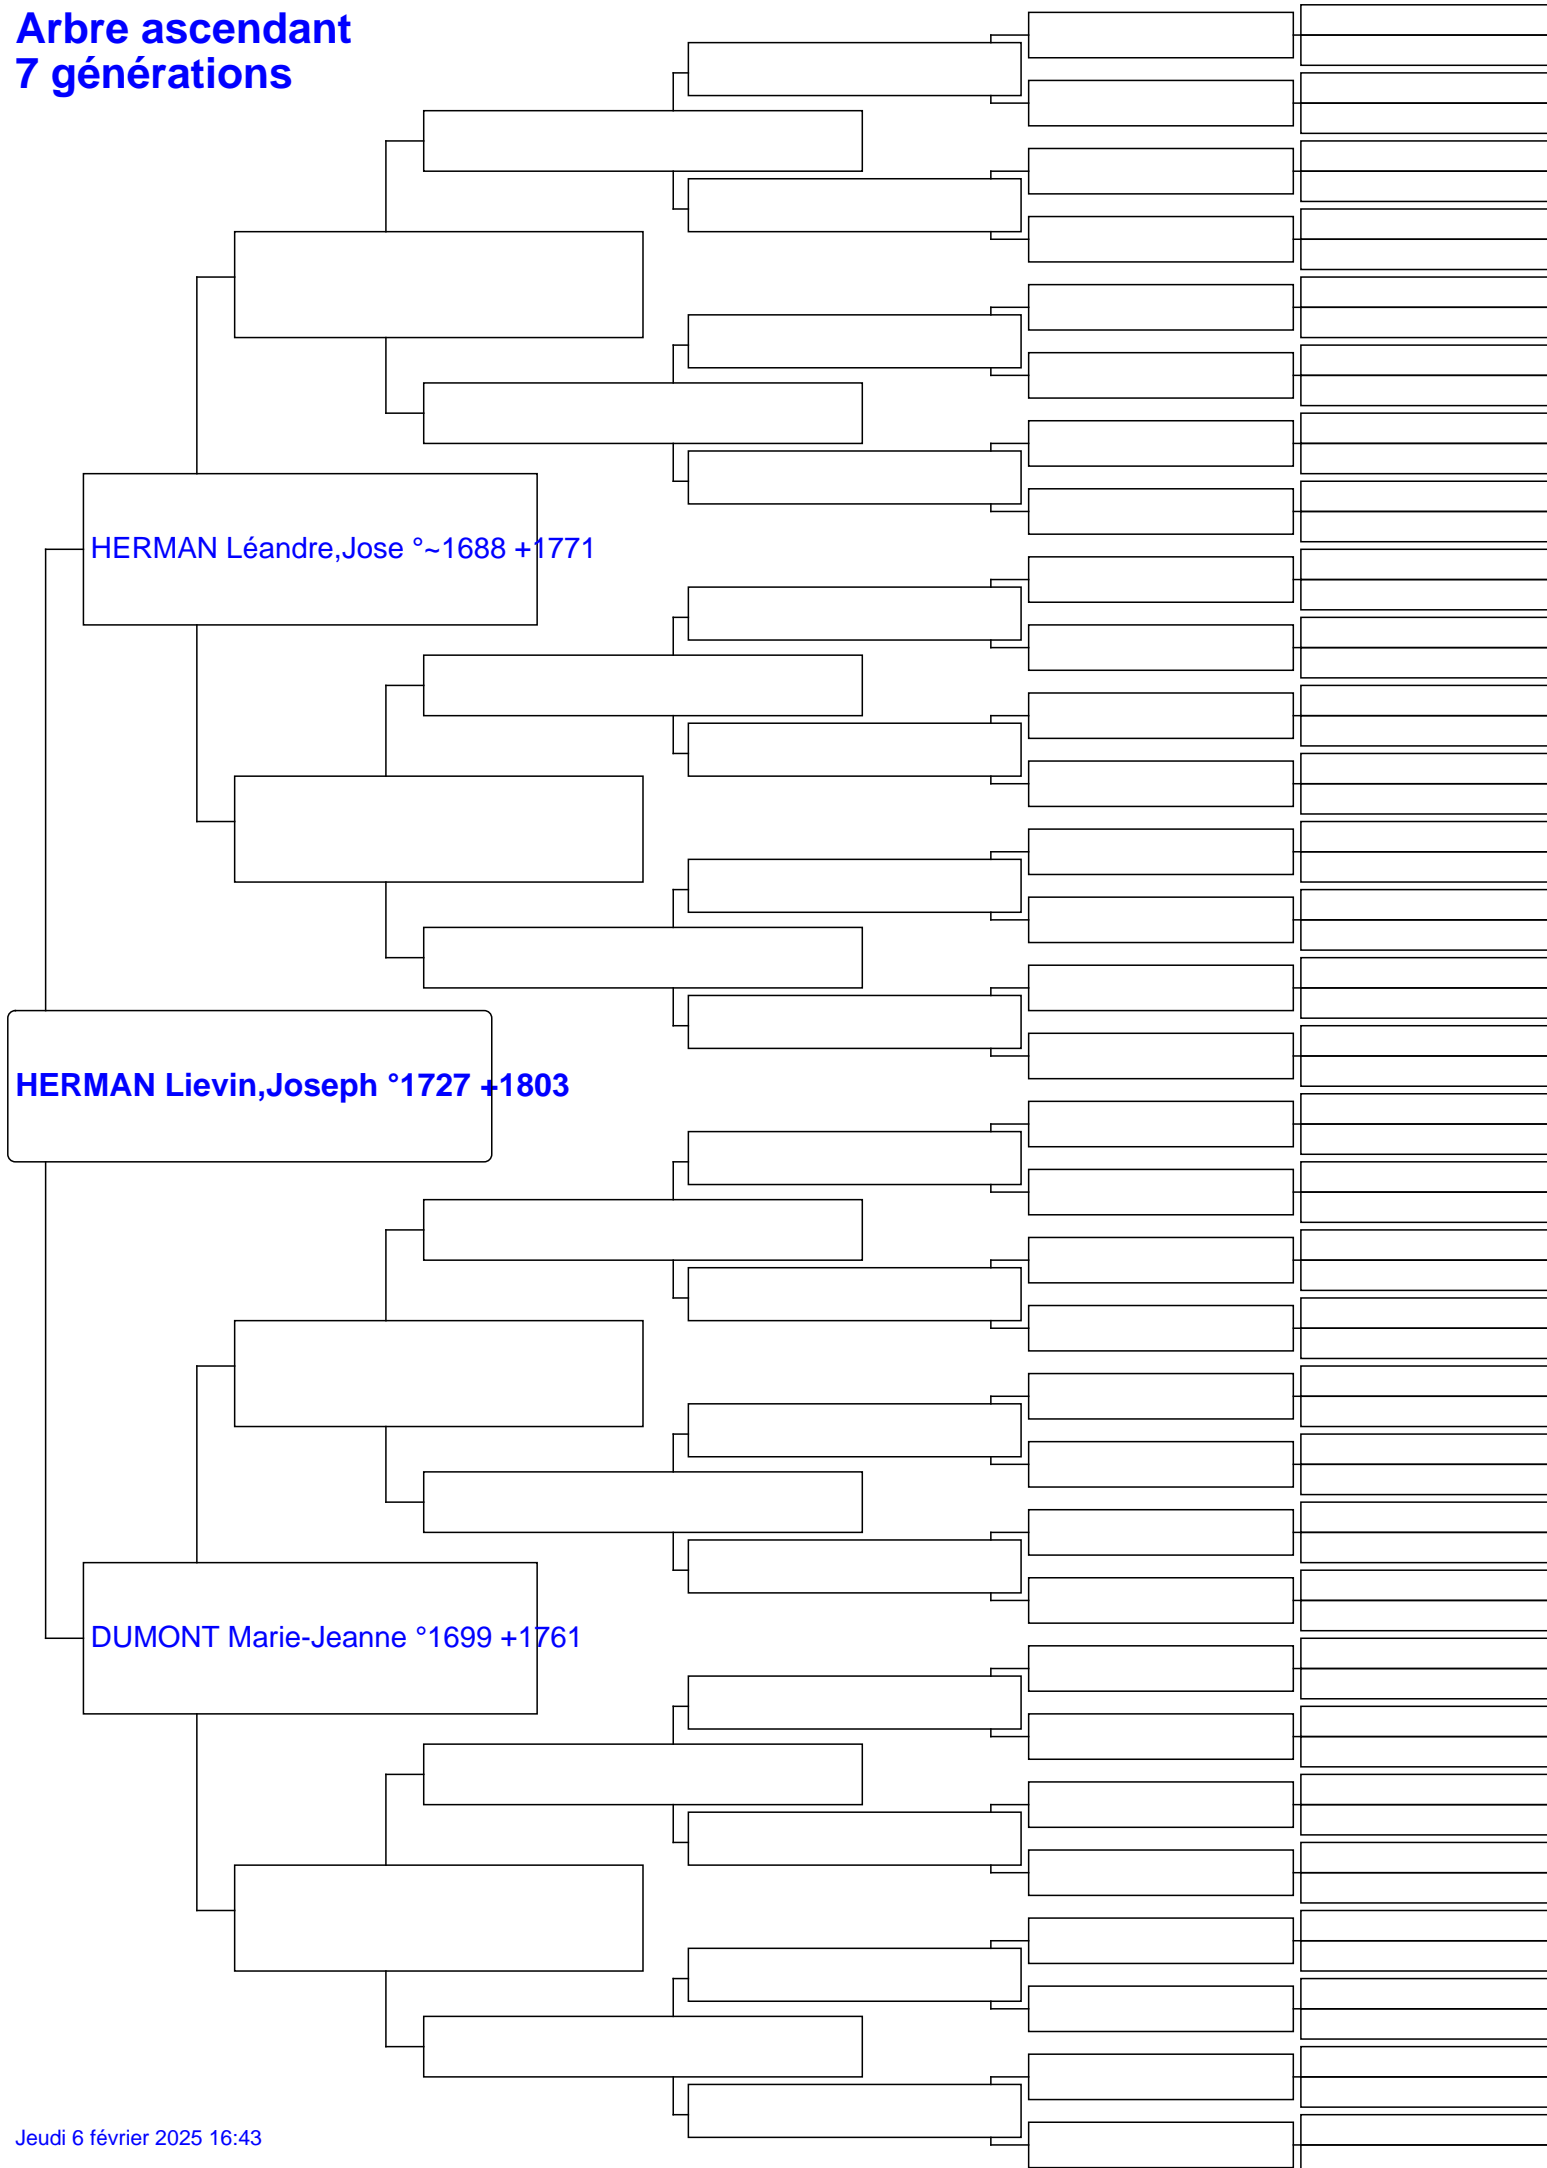 Arbre ascendant
7 générations
HERMAN Léandre,Jose °~1688 +1771
HERMAN Lievin,Joseph °1727 +1803
DUMONT Marie-Jeanne °1699 +1761
Jeudi 6 février 2025 16:43